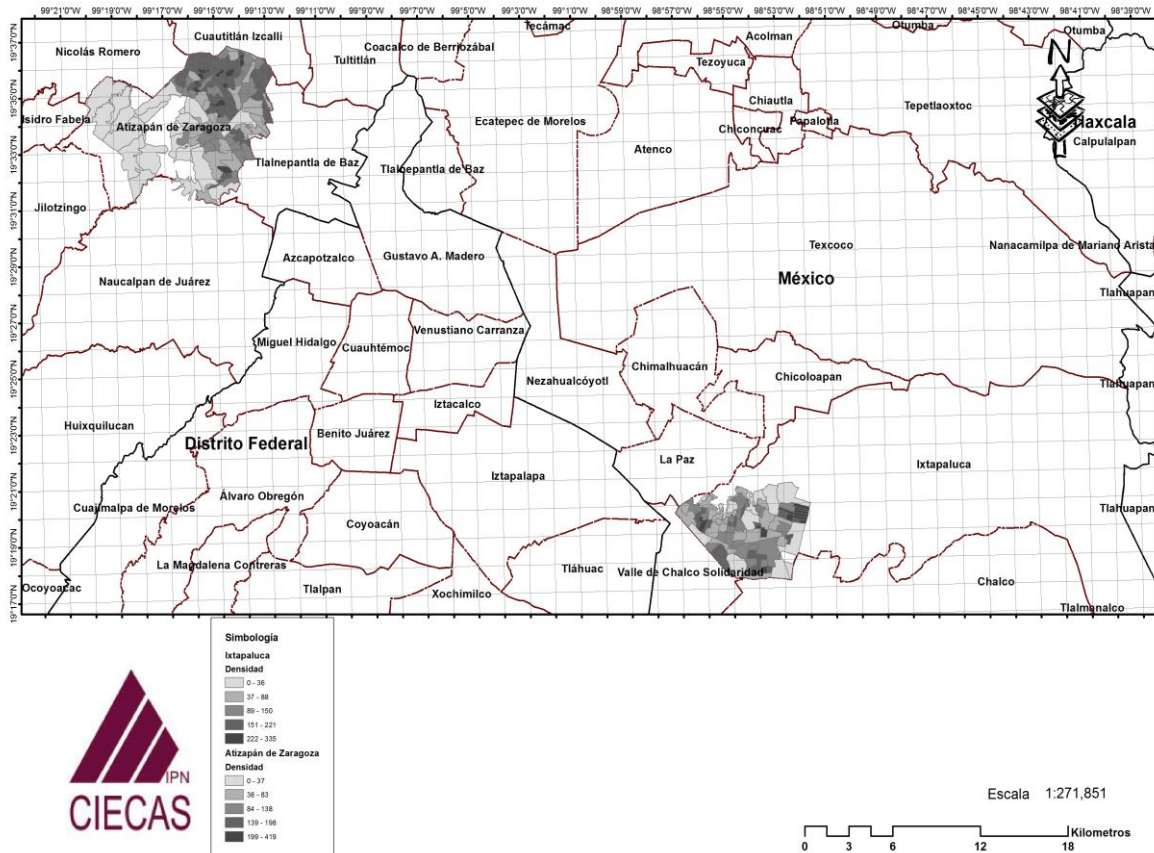 99°21'0"W 99°19'0"W 99°17'0"W 99°15'0"W 99°13'0"W 99°11'0"W 99°9'0"W 99°7'0"W 99°5'0"W 99°3'0"W 99°1'0"W 98°59'0"W 98°57'0"W 98°55'0"W 98°53'0"W 98°51'0"W 98°49'0"W 98°47'0"W 98°45'0"W 98°43'0"W 98°41'0"W 98°39'0"W
Cuautitlán Izcalli
Tecámac
Otumba
Otumba
Nicolás Romero
Coacalco de Berriozábal
Acolman
Tultitlán
Tezoyuca
N
Chiautla
Tepetlaoxtoc
Isidro Fabela
Atizapán de Zaragoza
Ecatepec de Morelos
Chiconcuac
Papalotla
Tlaxcala
Calpulalpan
Tlalnepantla de Baz
Tlalnepantla de Baz
Atenco
Jilotzingo
Azcapotzalco
Gustavo A. Madero
Texcoco
Nanacamilpa de Mariano Arista
Naucalpan de Juárez
México
Tlahuapan
Miguel Hidalgo
Cuauhtémoc
Venustiano Carranza
Chimalhuacán
Chicoloapan
Nezahualcóyotl
Tlahuapan
Iztacalco
Huixquilucan
Distrito Federal
Benito Juárez
La Paz
Ixtapaluca
Iztapalapa
Cuajimalpa de Morelos
Álvaro Obregón
Tlahuapan
Coyoacán
La Magdalena Contreras
Tláhuac
Valle de Chalco Solidaridad
Ocoyoacac
Tlalpan
Xochimilco
Chalco
Tlalmanalco
19°37'0"N
19°35'0"N
19°33'0"N
19°31'0"N
19°29'0"N
19°27'0"N
19°25'0"N
19°23'0"N
19°21'0"N
19°19'0"N
19°17'0"N
Simbología
Ixtapaluca
Densidad
0 - 36
37 - 88
89 - 150
151 - 221
222 - 335
Atizapán de Zaragoza
Densidad
0 - 37
38 - 83
84 - 138
139 - 198
199 - 419
IPN
CIECAS
Escala 1:271,851
Kilometros
0 3 6 12 18